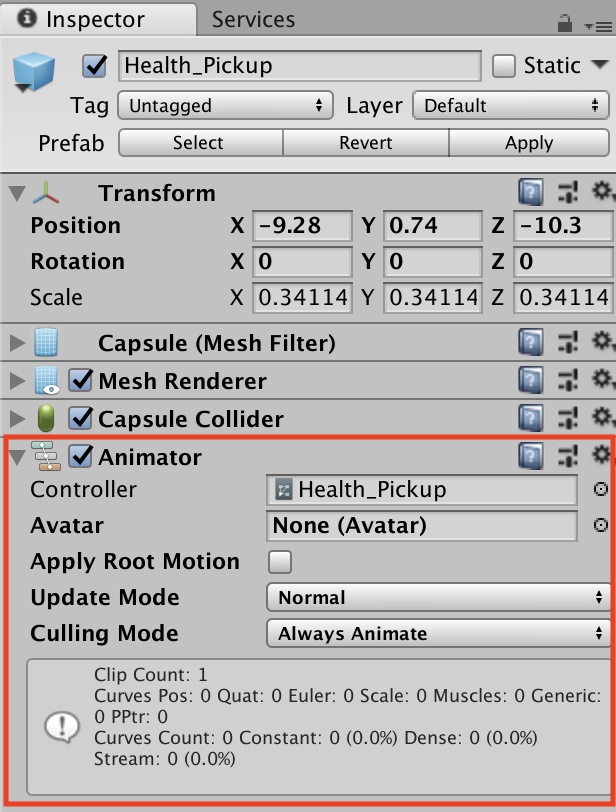 Inspector Services
Health_Pickup Static
Tag Untagged Layer Default
Prefab Select Revert Apply
Transform
Position X -9.28 Y 0.74 Z -10.3
Rotation X 0 Y 0 Z 0
Scale X 0.34114 Y 0.34114 Z 0.34114
Capsule (Mesh Filter)
Mesh Renderer
Capsule Collider
Animator
Controller Health_Pickup
Avatar None (Avatar)
Apply Root Motion
Update Mode Normal
Culling Mode Always Animate
Clip Count: 1
Curves Pos: 0 Quat: 0 Euler: 0 Scale: 0 Muscles: 0 Generic:
0 PPtr: 0
Curves Count: 0 Constant: 0 (0.0%) Dense: 0 (0.0%)
Stream: 0 (0.0%)